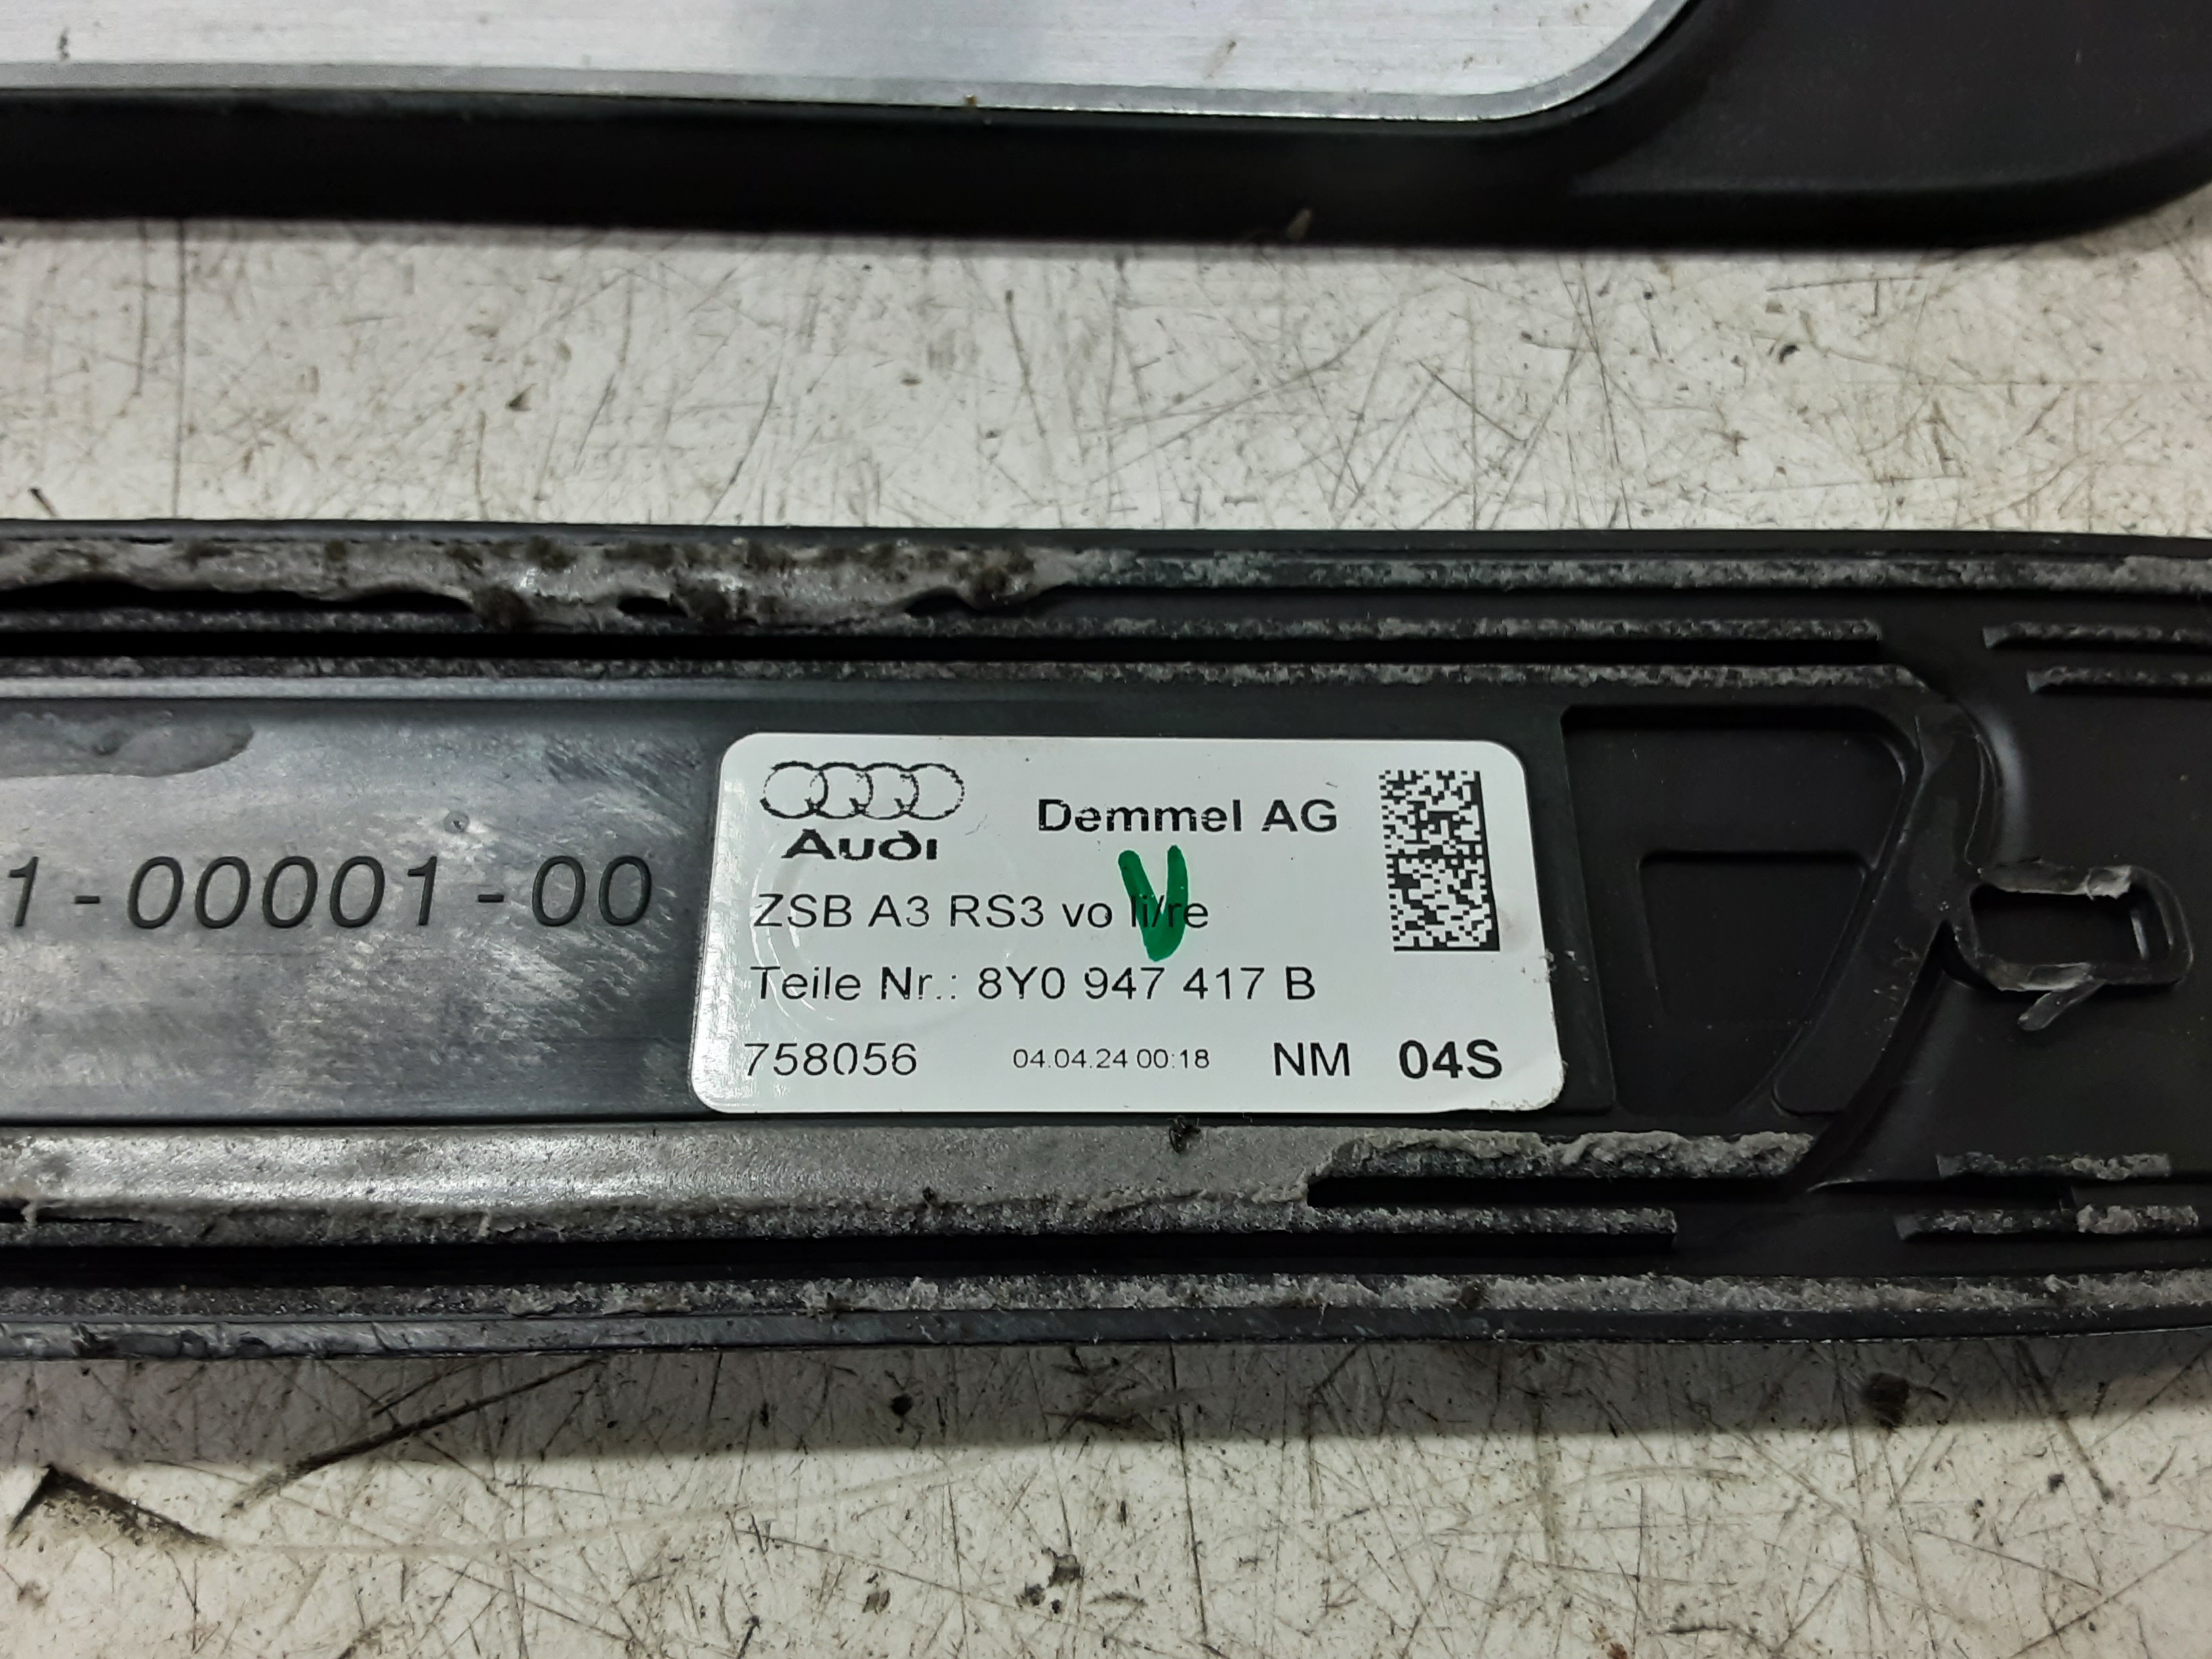 1-00001-00
Audi
Demmel AG
ZSB A3 RS3 vo li/re
Teile Nr.: 8Y0 947 417 B
758056 04.04.24 00:18 NM 04S